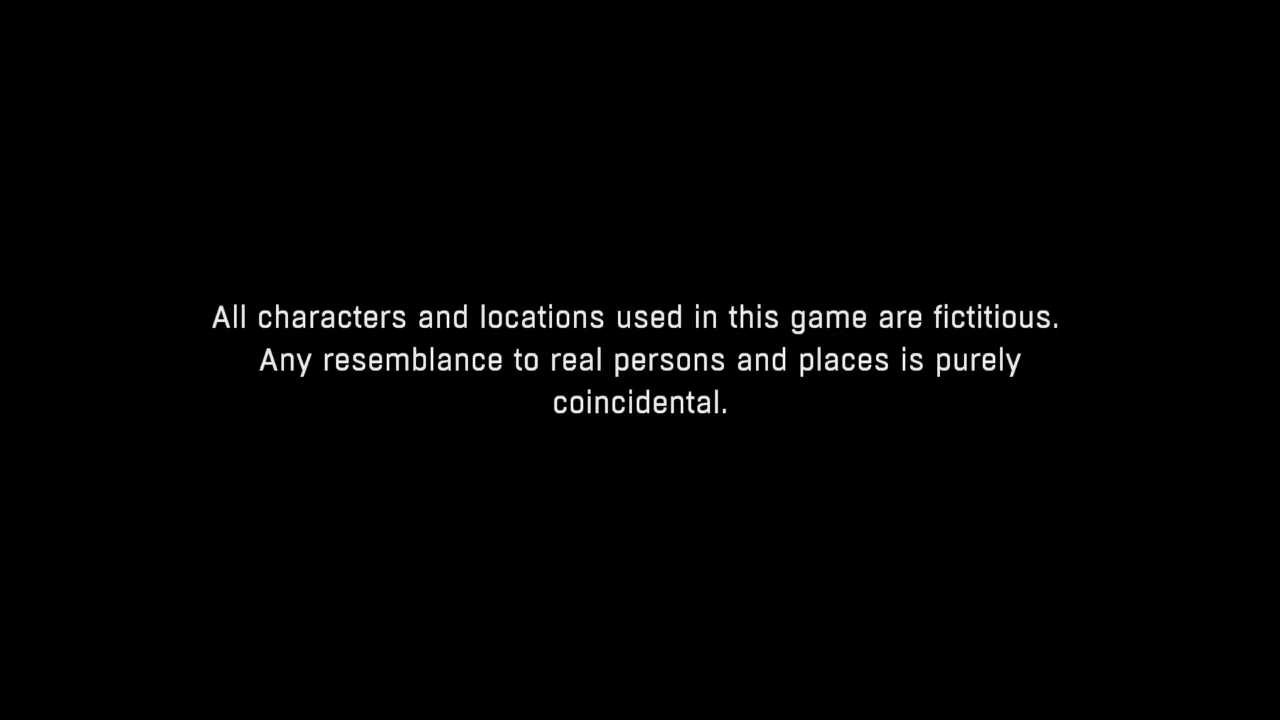 All characters and locations used in this game are fictitious.
Any resemblance to real persons and places is purely
coincidental.